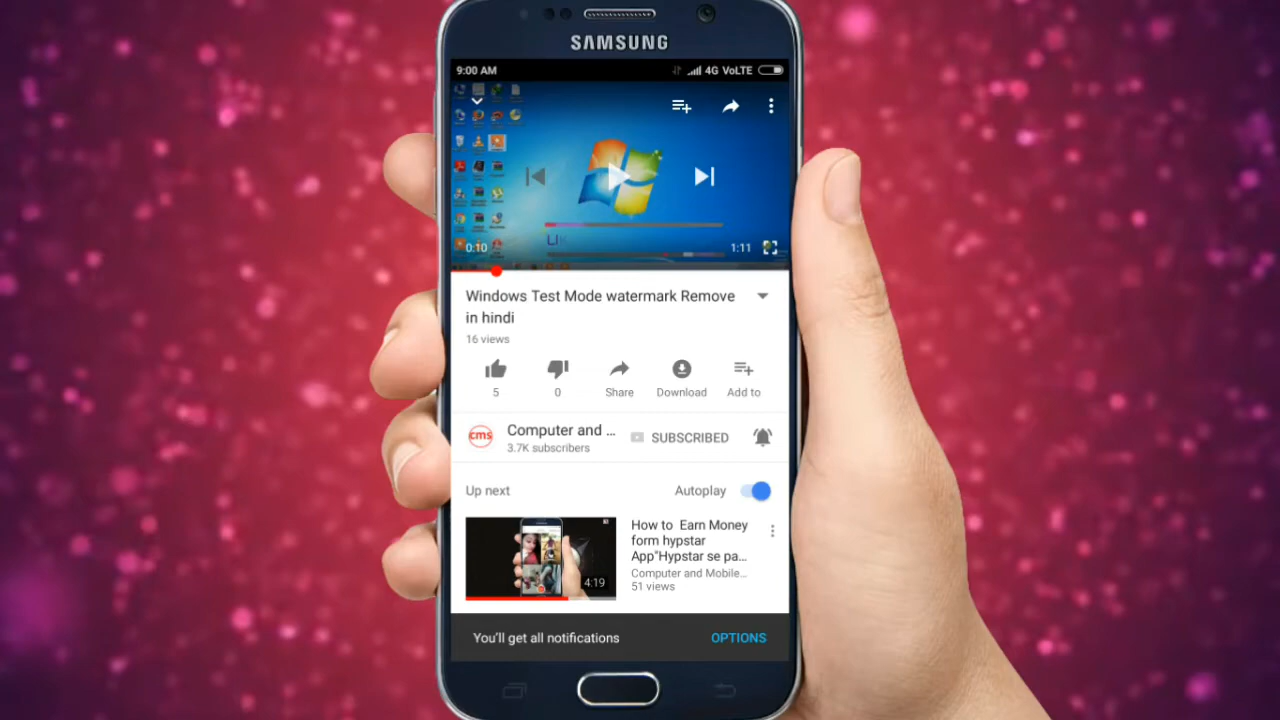 SAMSUNG
9:00 AM
4G VoLTE
LIK
0:10
1:11
Windows Test Mode watermark Remove
in hindi
16 views
5
0
Share
Download
Add to
cms
Computer and ...
SUBSCRIBED
3.7K subscribers
Up next
Autoplay
How to Earn Money
form hypstar
App"Hypstar se pa...
Computer and Mobile...
51 views
4:19
You'll get all notifications
OPTIONS